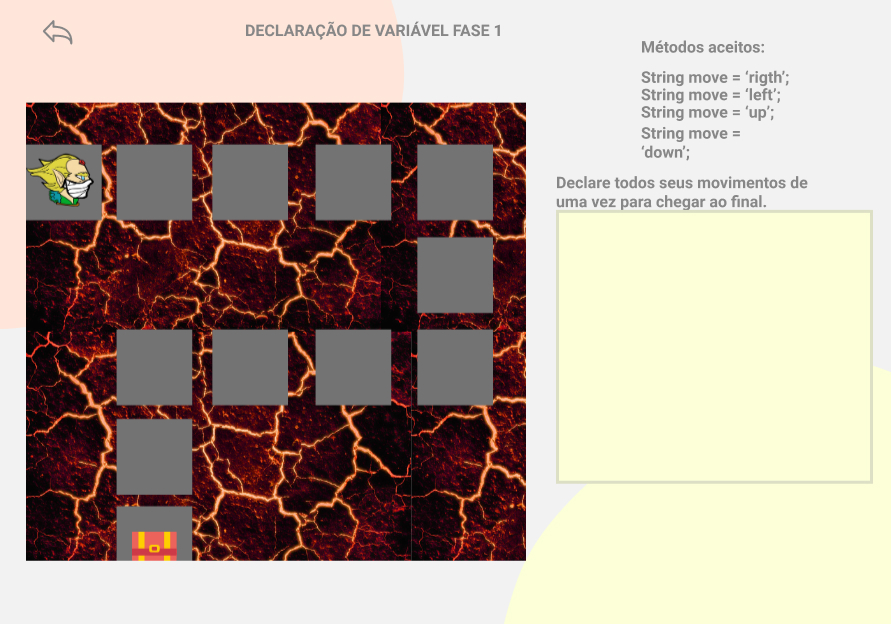 DECLARAÇÃO DE VARIÁVEL FASE 1
Métodos aceitos:
String move = ‘rigth’;
String move = ‘left’;
String move = ‘up’;
String move =
‘down’;
Declare todos seus movimentos de
uma vez para chegar ao final.